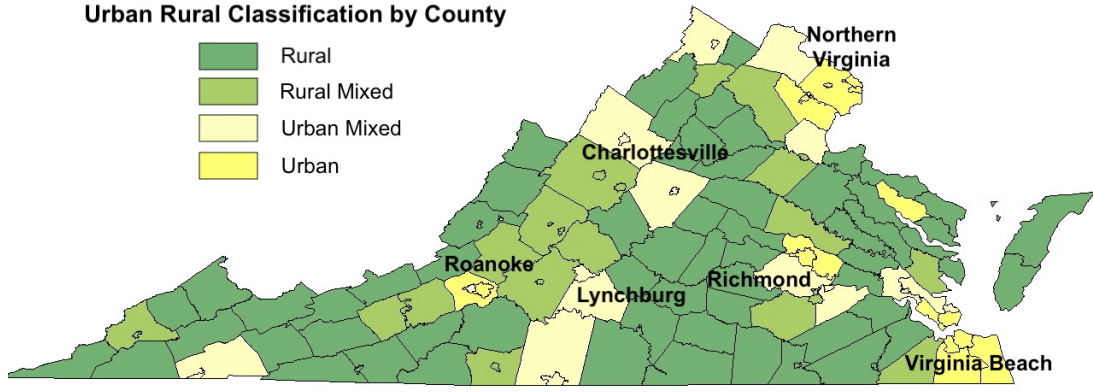 Urban Rural Classification by County
Rural
Rural Mixed
Urban Mixed
Urban
Northern
Virginia
Charlottesville
Roanoke
Lynchburg
Richmond
Virginia Beach